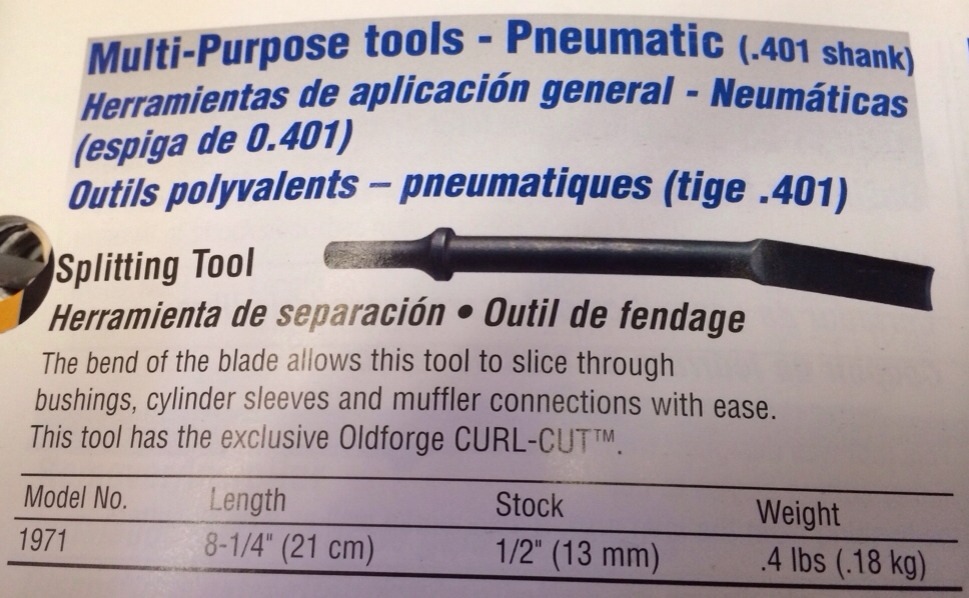 Multi-Purpose tools - Pneumatic (.401 shank)
Herramientas de aplicación general - Neumáticas
(espiga de 0.401)
Outils polyvalents – pneumatiques (tige .401)
Splitting Tool
Herramienta de separación • Outil de fendage
The bend of the blade allows this tool to slice through
bushings, cylinder sleeves and muffler connections with ease.
This tool has the exclusive Oldforge CURL-CUT™.
Model No. Length Stock Weight
1971 8-1/4" (21 cm) 1/2" (13 mm) .4 lbs (.18 kg)